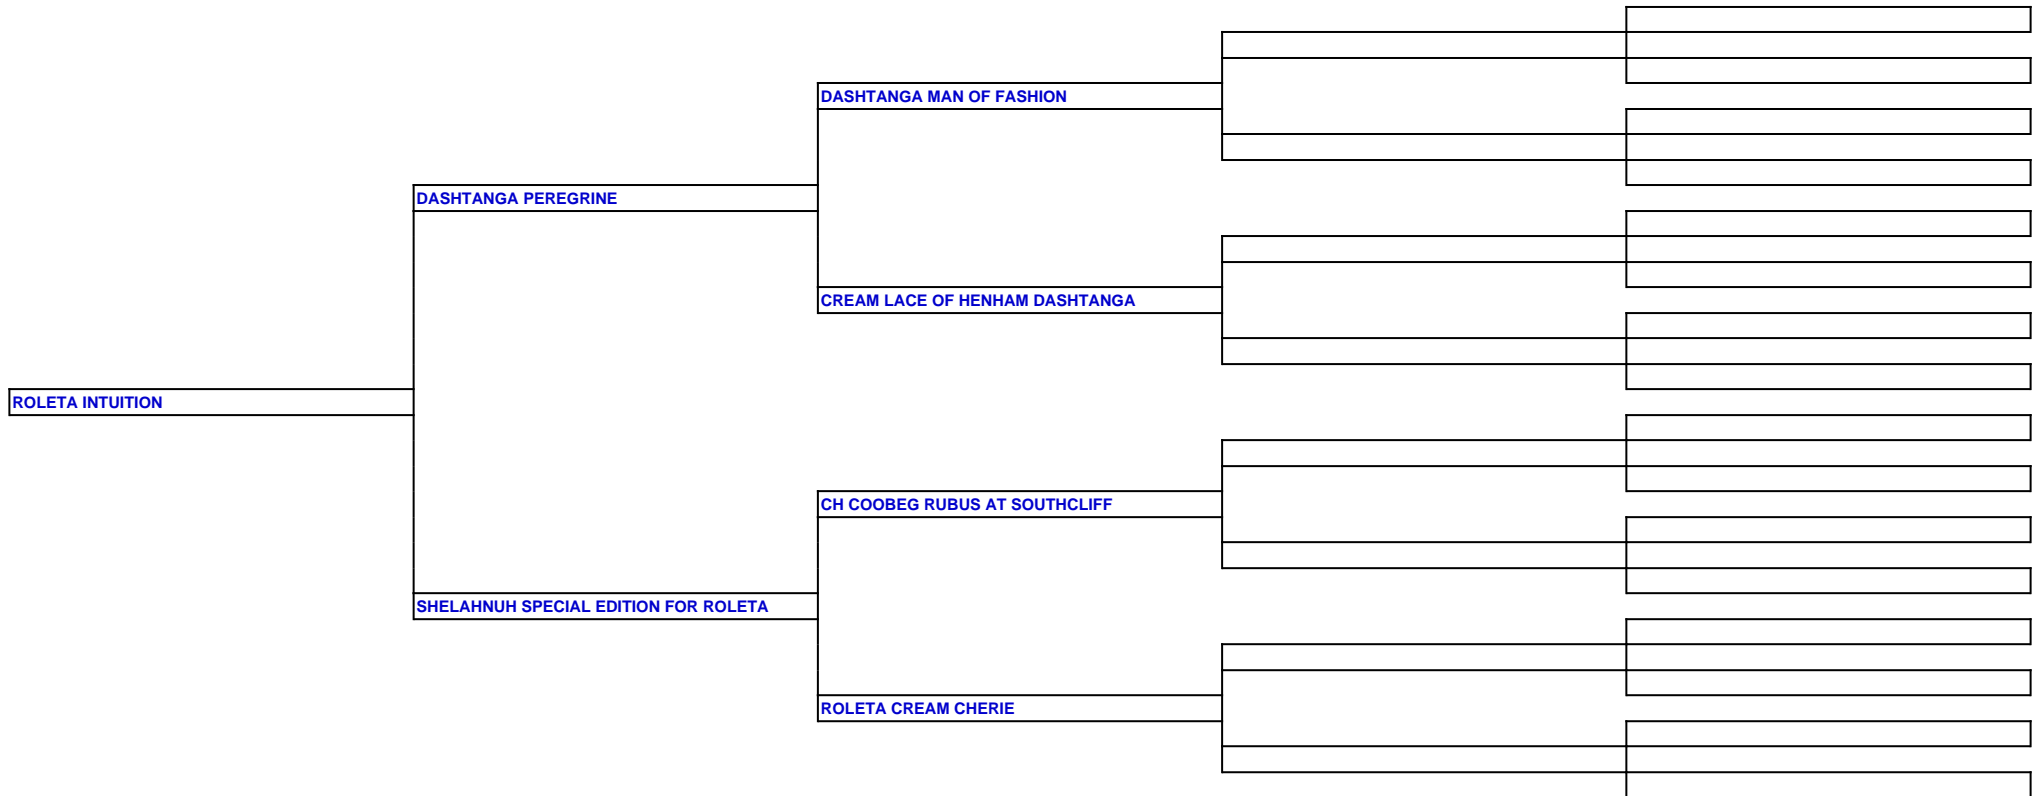 DASHTANGA MAN OF FASHION
DASHTANGA PEREGRINE
CREAM LACE OF HENHAM DASHTANGA
ROLETA INTUITION
CH COOBEG RUBUS AT SOUTHCLIFF
SHELAHNUH SPECIAL EDITION FOR ROLETA
ROLETA CREAM CHERIE